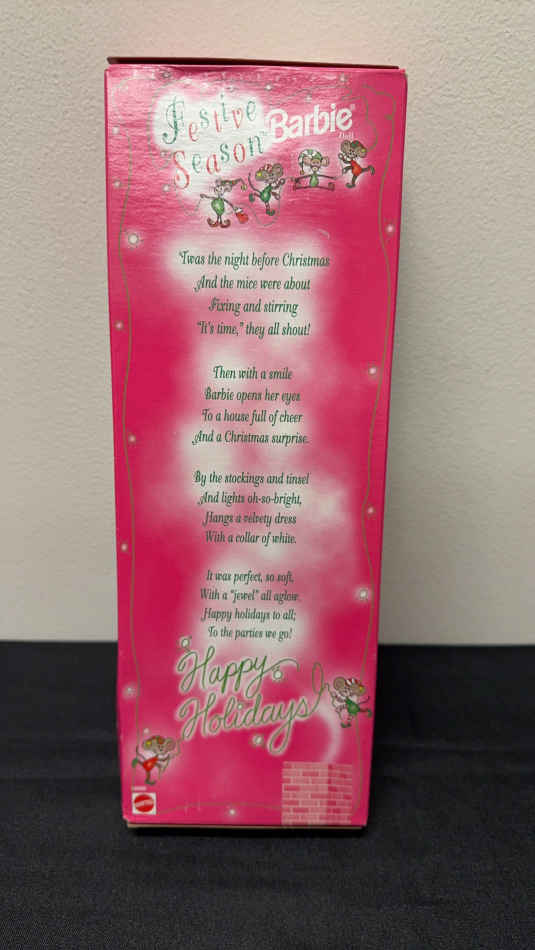 Festive
Season
Barbie®
Doll
'Twas the night before Christmas
And the mice were about
Fixing and stirring
"It's time," they all shout!
Then with a smile
Barbie opens her eyes
To a house full of cheer
And a Christmas surprise.
By the stockings and tinsel
And lights oh-so-bright,
Hangs a velvety dress
With a collar of white.
It was perfect, so soft,
With a "jewel" all aglow.
Happy holidays to all;
To the parties we go!
Happy
Holidays!